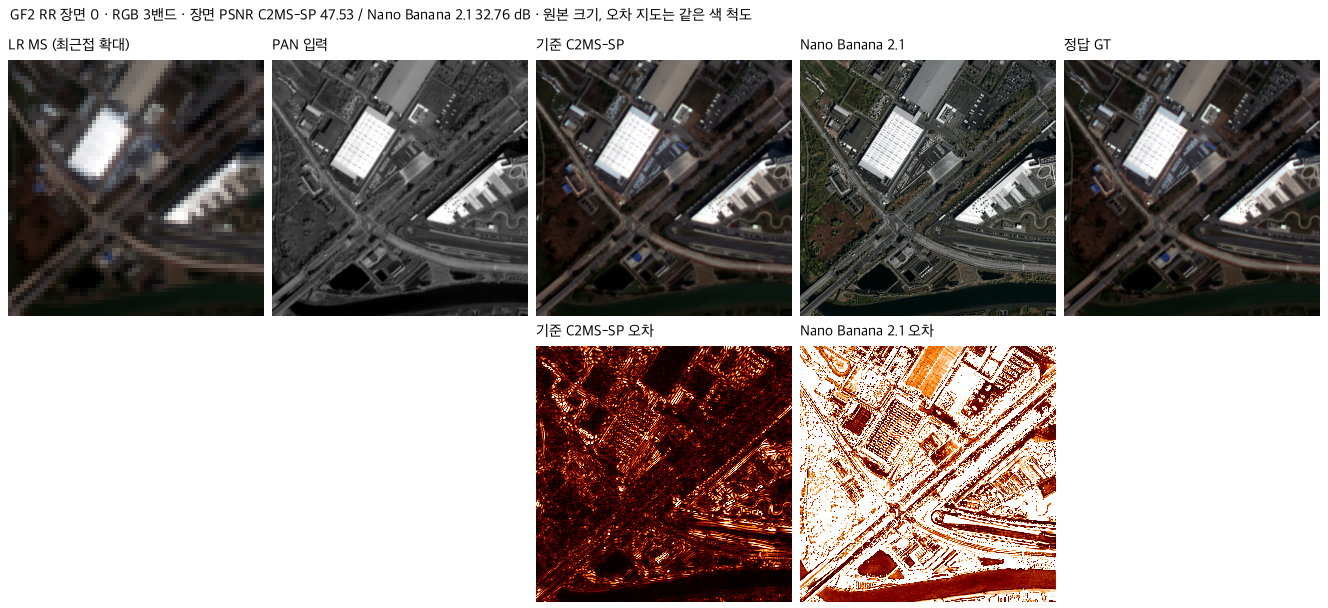 GF2 RR 장면 0 · RGB 3밴드 · 장면 PSNR C2MS-SP 47.53 / Nano Banana 2.1 32.76 dB · 원본 크기, 오차 지도는 같은 색 척도
LR MS (최근접 확대)
PAN 입력
기준 C2MS-SP
Nano Banana 2.1
정답 GT
기준 C2MS-SP 오차
Nano Banana 2.1 오차